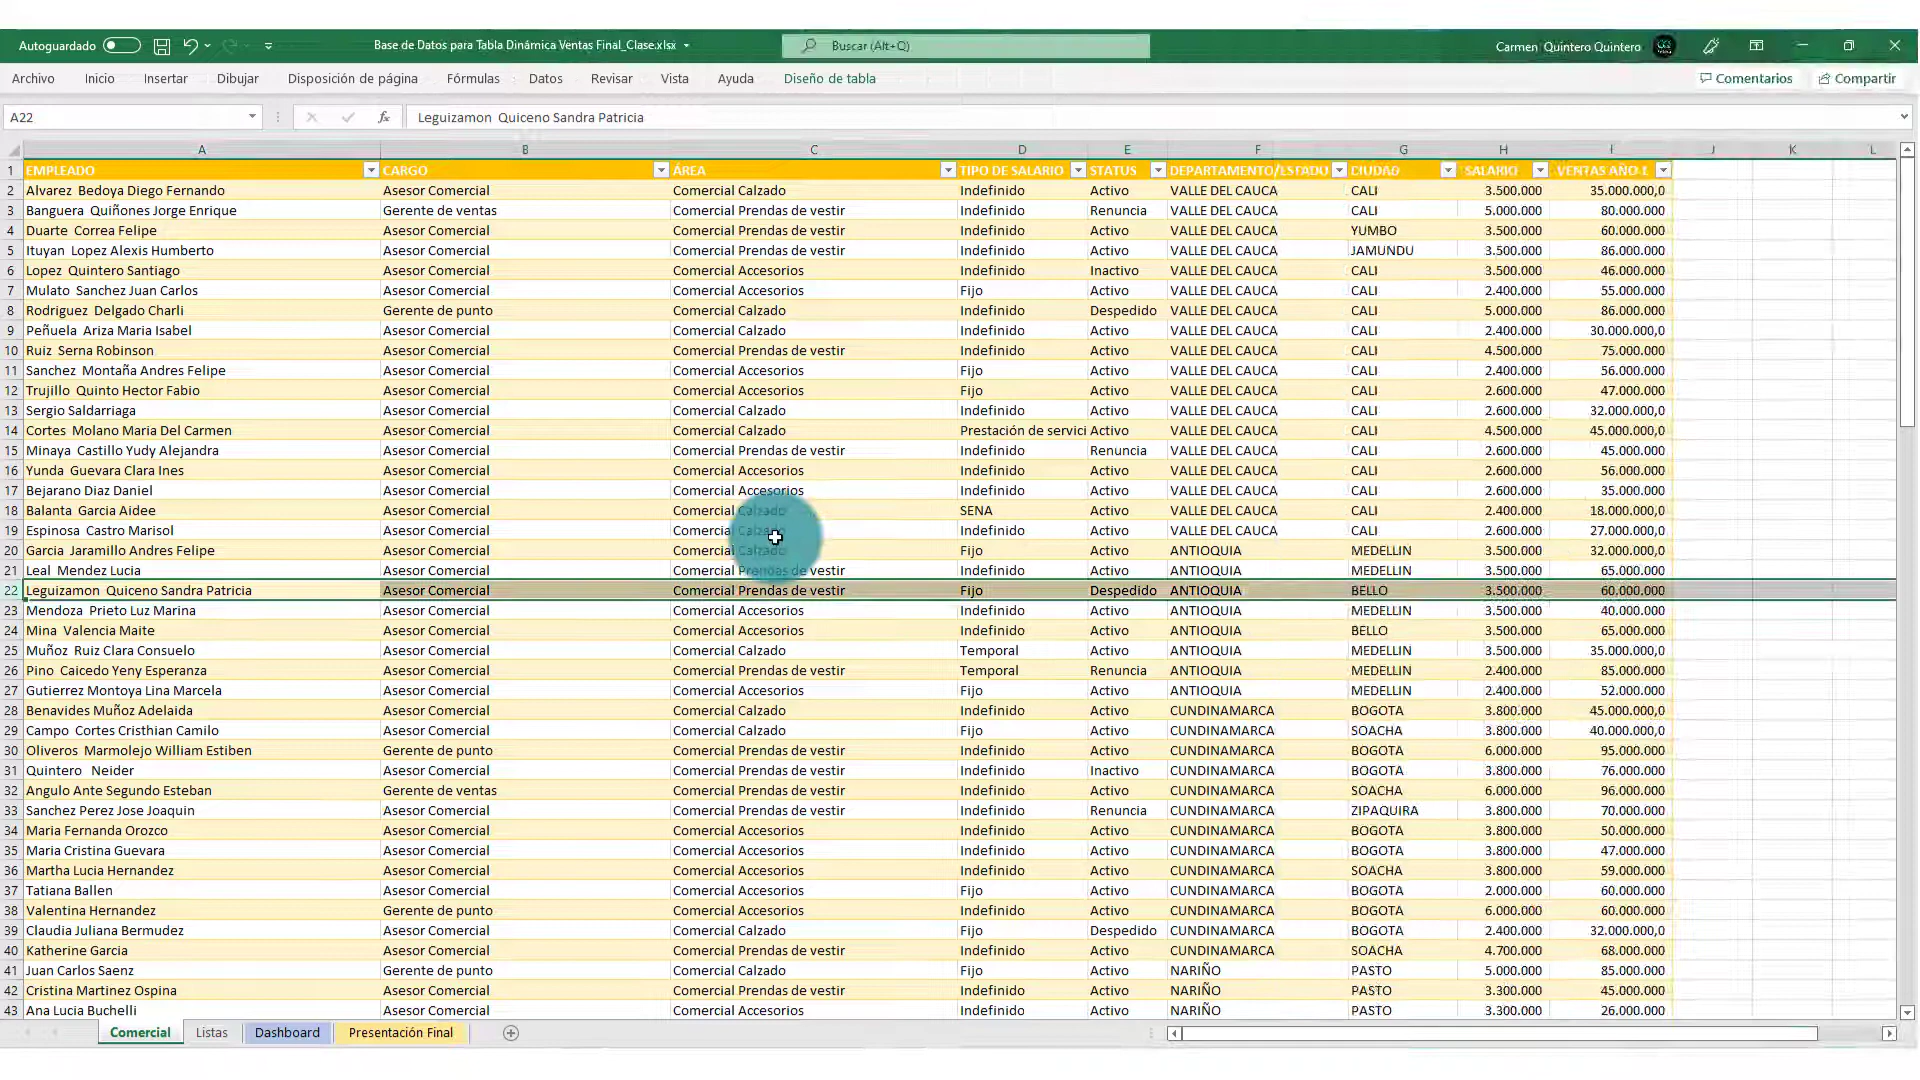 Autoguardado Base de Datos para Tabla Dinámica Ventas Final_Clase.xlsx Buscar (Alt+Q) Carmen Quintero Quintero
Archivo Inicio Insertar Dibujar Disposición de página Fórmulas Datos Revisar Vista Ayuda Diseño de tabla Comentarios Compartir
A22 fx Leguizamon Quiceno Sandra Patricia
A B C D E F G H I J K L
1 EMPLEADO CARGO ÁREA TIPO DE SALARIO STATUS DEPARTAMENTO/ESTADO CIUDAD SALARIO VENTAS AÑO 1
2 Alvarez Bedoya Diego Fernando Asesor Comercial Comercial Calzado Indefinido Activo VALLE DEL CAUCA CALI 3.500.000 35.000.000,0
3 Banguera Quiñones Jorge Enrique Gerente de ventas Comercial Prendas de vestir Indefinido Renuncia VALLE DEL CAUCA CALI 5.000.000 80.000.000
4 Duarte Correa Felipe Asesor Comercial Comercial Prendas de vestir Indefinido Activo VALLE DEL CAUCA YUMBO 3.500.000 60.000.000
5 Ituyan Lopez Alexis Humberto Asesor Comercial Comercial Prendas de vestir Indefinido Activo VALLE DEL CAUCA JAMUNDU 3.500.000 86.000.000
6 Lopez Quintero Santiago Asesor Comercial Comercial Accesorios Indefinido Inactivo VALLE DEL CAUCA CALI 3.500.000 46.000.000
7 Mulato Sanchez Juan Carlos Asesor Comercial Comercial Accesorios Fijo Activo VALLE DEL CAUCA CALI 2.400.000 55.000.000
8 Rodriguez Delgado Charli Gerente de punto Comercial Calzado Indefinido Despedido VALLE DEL CAUCA CALI 5.000.000 86.000.000
9 Peñuela Ariza Maria Isabel Asesor Comercial Comercial Calzado Indefinido Activo VALLE DEL CAUCA CALI 2.400.000 30.000.000,0
10 Ruiz Serna Robinson Asesor Comercial Comercial Prendas de vestir Indefinido Activo VALLE DEL CAUCA CALI 4.500.000 75.000.000
11 Sanchez Montaña Andres Felipe Asesor Comercial Comercial Accesorios Fijo Activo VALLE DEL CAUCA CALI 2.400.000 56.000.000
12 Trujillo Quinto Hector Fabio Asesor Comercial Comercial Accesorios Fijo Activo VALLE DEL CAUCA CALI 2.600.000 47.000.000
13 Sergio Saldarriaga Asesor Comercial Comercial Calzado Indefinido Activo VALLE DEL CAUCA CALI 2.600.000 32.000.000,0
14 Cortes Molano Maria Del Carmen Asesor Comercial Comercial Calzado Prestación de servici Activo VALLE DEL CAUCA CALI 4.500.000 45.000.000,0
15 Minaya Castillo Yudy Alejandra Asesor Comercial Comercial Prendas de vestir Indefinido Renuncia VALLE DEL CAUCA CALI 2.600.000 45.000.000
16 Yunda Guevara Clara Ines Asesor Comercial Comercial Accesorios Indefinido Activo VALLE DEL CAUCA CALI 2.600.000 56.000.000
17 Bejarano Diaz Daniel Asesor Comercial Comercial Accesorios Indefinido Activo VALLE DEL CAUCA CALI 2.600.000 35.000.000
18 Balanta Garcia Aidee Asesor Comercial Comercial Calzado SENA Activo VALLE DEL CAUCA CALI 2.400.000 18.000.000,0
19 Espinosa Castro Marisol Asesor Comercial Comercial Calzado Indefinido Activo VALLE DEL CAUCA CALI 2.600.000 27.000.000,0
20 Garcia Jaramillo Andres Felipe Asesor Comercial Comercial Calzado Fijo Activo ANTIOQUIA MEDELLIN 3.500.000 32.000.000,0
21 Leal Mendez Lucia Asesor Comercial Comercial Prendas de vestir Indefinido Activo ANTIOQUIA MEDELLIN 3.500.000 65.000.000
22 Leguizamon Quiceno Sandra Patricia Asesor Comercial Comercial Prendas de vestir Fijo Despedido ANTIOQUIA BELLO 3.500.000 60.000.000
23 Mendoza Prieto Luz Marina Asesor Comercial Comercial Accesorios Indefinido Activo ANTIOQUIA MEDELLIN 3.500.000 40.000.000
24 Mina Valencia Maite Asesor Comercial Comercial Accesorios Indefinido Activo ANTIOQUIA BELLO 3.500.000 65.000.000
25 Muñoz Ruiz Clara Consuelo Asesor Comercial Comercial Calzado Temporal Activo ANTIOQUIA MEDELLIN 3.500.000 35.000.000,0
26 Pino Caicedo Yeny Esperanza Asesor Comercial Comercial Prendas de vestir Temporal Renuncia ANTIOQUIA MEDELLIN 2.400.000 85.000.000
27 Gutierrez Montoya Lina Marcela Asesor Comercial Comercial Accesorios Fijo Activo ANTIOQUIA MEDELLIN 2.400.000 52.000.000
28 Benavides Muñoz Adelaida Asesor Comercial Comercial Calzado Indefinido Activo CUNDINAMARCA BOGOTA 3.800.000 45.000.000,0
29 Campo Cortes Cristhian Camilo Asesor Comercial Comercial Calzado Fijo Activo CUNDINAMARCA SOACHA 3.800.000 40.000.000,0
30 Oliveros Marmolejo William Estiben Gerente de punto Comercial Prendas de vestir Indefinido Activo CUNDINAMARCA BOGOTA 6.000.000 95.000.000
31 Quintero Neider Asesor Comercial Comercial Prendas de vestir Indefinido Inactivo CUNDINAMARCA BOGOTA 3.800.000 76.000.000
32 Angulo Ante Segundo Esteban Gerente de ventas Comercial Prendas de vestir Indefinido Activo CUNDINAMARCA SOACHA 6.000.000 96.000.000
33 Sanchez Perez Jose Joaquin Asesor Comercial Comercial Prendas de vestir Indefinido Renuncia CUNDINAMARCA ZIPAQUIRA 3.800.000 70.000.000
34 Maria Fernanda Orozco Asesor Comercial Comercial Accesorios Indefinido Activo CUNDINAMARCA BOGOTA 3.800.000 50.000.000
35 Maria Cristina Guevara Asesor Comercial Comercial Accesorios Indefinido Activo CUNDINAMARCA BOGOTA 3.800.000 47.000.000
36 Martha Lucia Hernandez Asesor Comercial Comercial Accesorios Indefinido Activo CUNDINAMARCA SOACHA 3.800.000 59.000.000
37 Tatiana Ballen Asesor Comercial Comercial Accesorios Fijo Activo CUNDINAMARCA BOGOTA 2.000.000 60.000.000
38 Valentina Hernandez Gerente de punto Comercial Accesorios Indefinido Activo CUNDINAMARCA BOGOTA 6.000.000 60.000.000
39 Claudia Juliana Bermudez Asesor Comercial Comercial Calzado Fijo Despedido CUNDINAMARCA BOGOTA 2.400.000 32.000.000,0
40 Katherine Garcia Asesor Comercial Comercial Prendas de vestir Indefinido Activo CUNDINAMARCA SOACHA 4.700.000 68.000.000
41 Juan Carlos Saenz Gerente de punto Comercial Calzado Fijo Activo NARIÑO PASTO 5.000.000 85.000.000
42 Cristina Martinez Ospina Asesor Comercial Comercial Prendas de vestir Indefinido Activo NARIÑO PASTO 3.300.000 45.000.000
43 Ana Lucia Buchelli Asesor Comercial Comercial Accesorios Indefinido Activo NARIÑO PASTO 3.300.000 26.000.000
Comercial Listas Dashboard Presentación Final